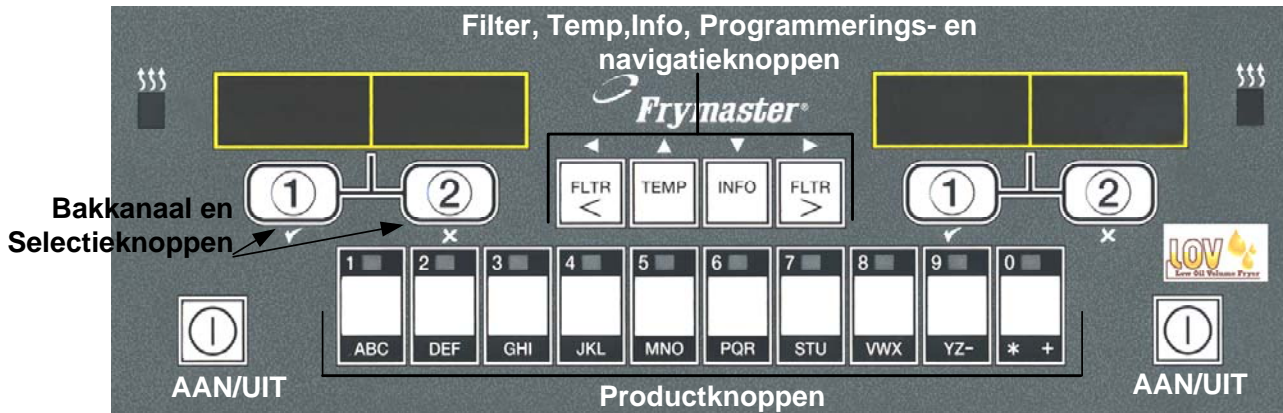 Filter, Temp,Info, Programmerings- en
navigatieknoppen
Frymaster
FLTR
<
TEMP
INFO
FLTR
>
1
2
1
2
Bakkanaal en
Selectieknoppen
1
2
3
4
5
6
7
8
9
0
ABC
DEF
GHI
JKL
MNO
PQR
STU
VWX
YZ-
* +
LOV
Low Oil Volume Fryer
AAN/UIT
Productknoppen
AAN/UIT